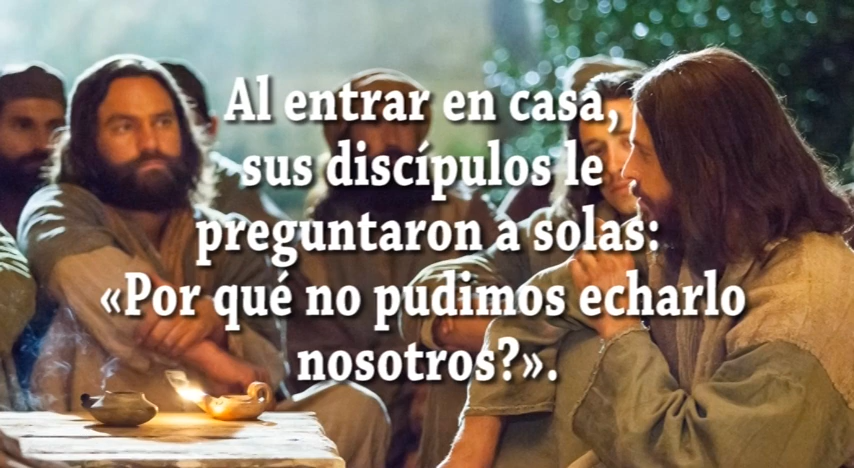 Al entrar en casa,
sus discípulos le
preguntaron a solas:
«Por qué no pudimos echarlo
nosotros?».